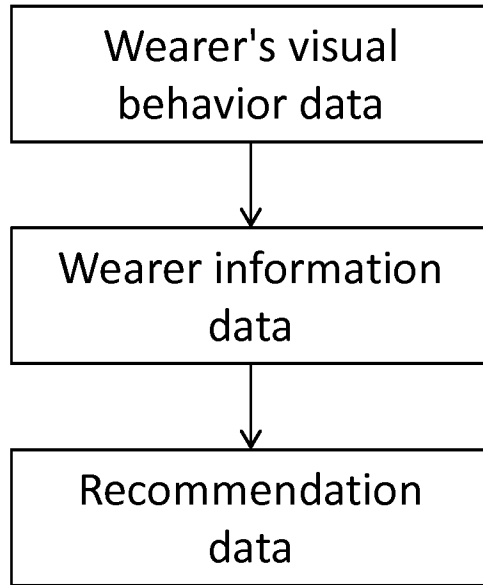 Wearer's visual
behavior data
Wearer information
data
Recommendation
data